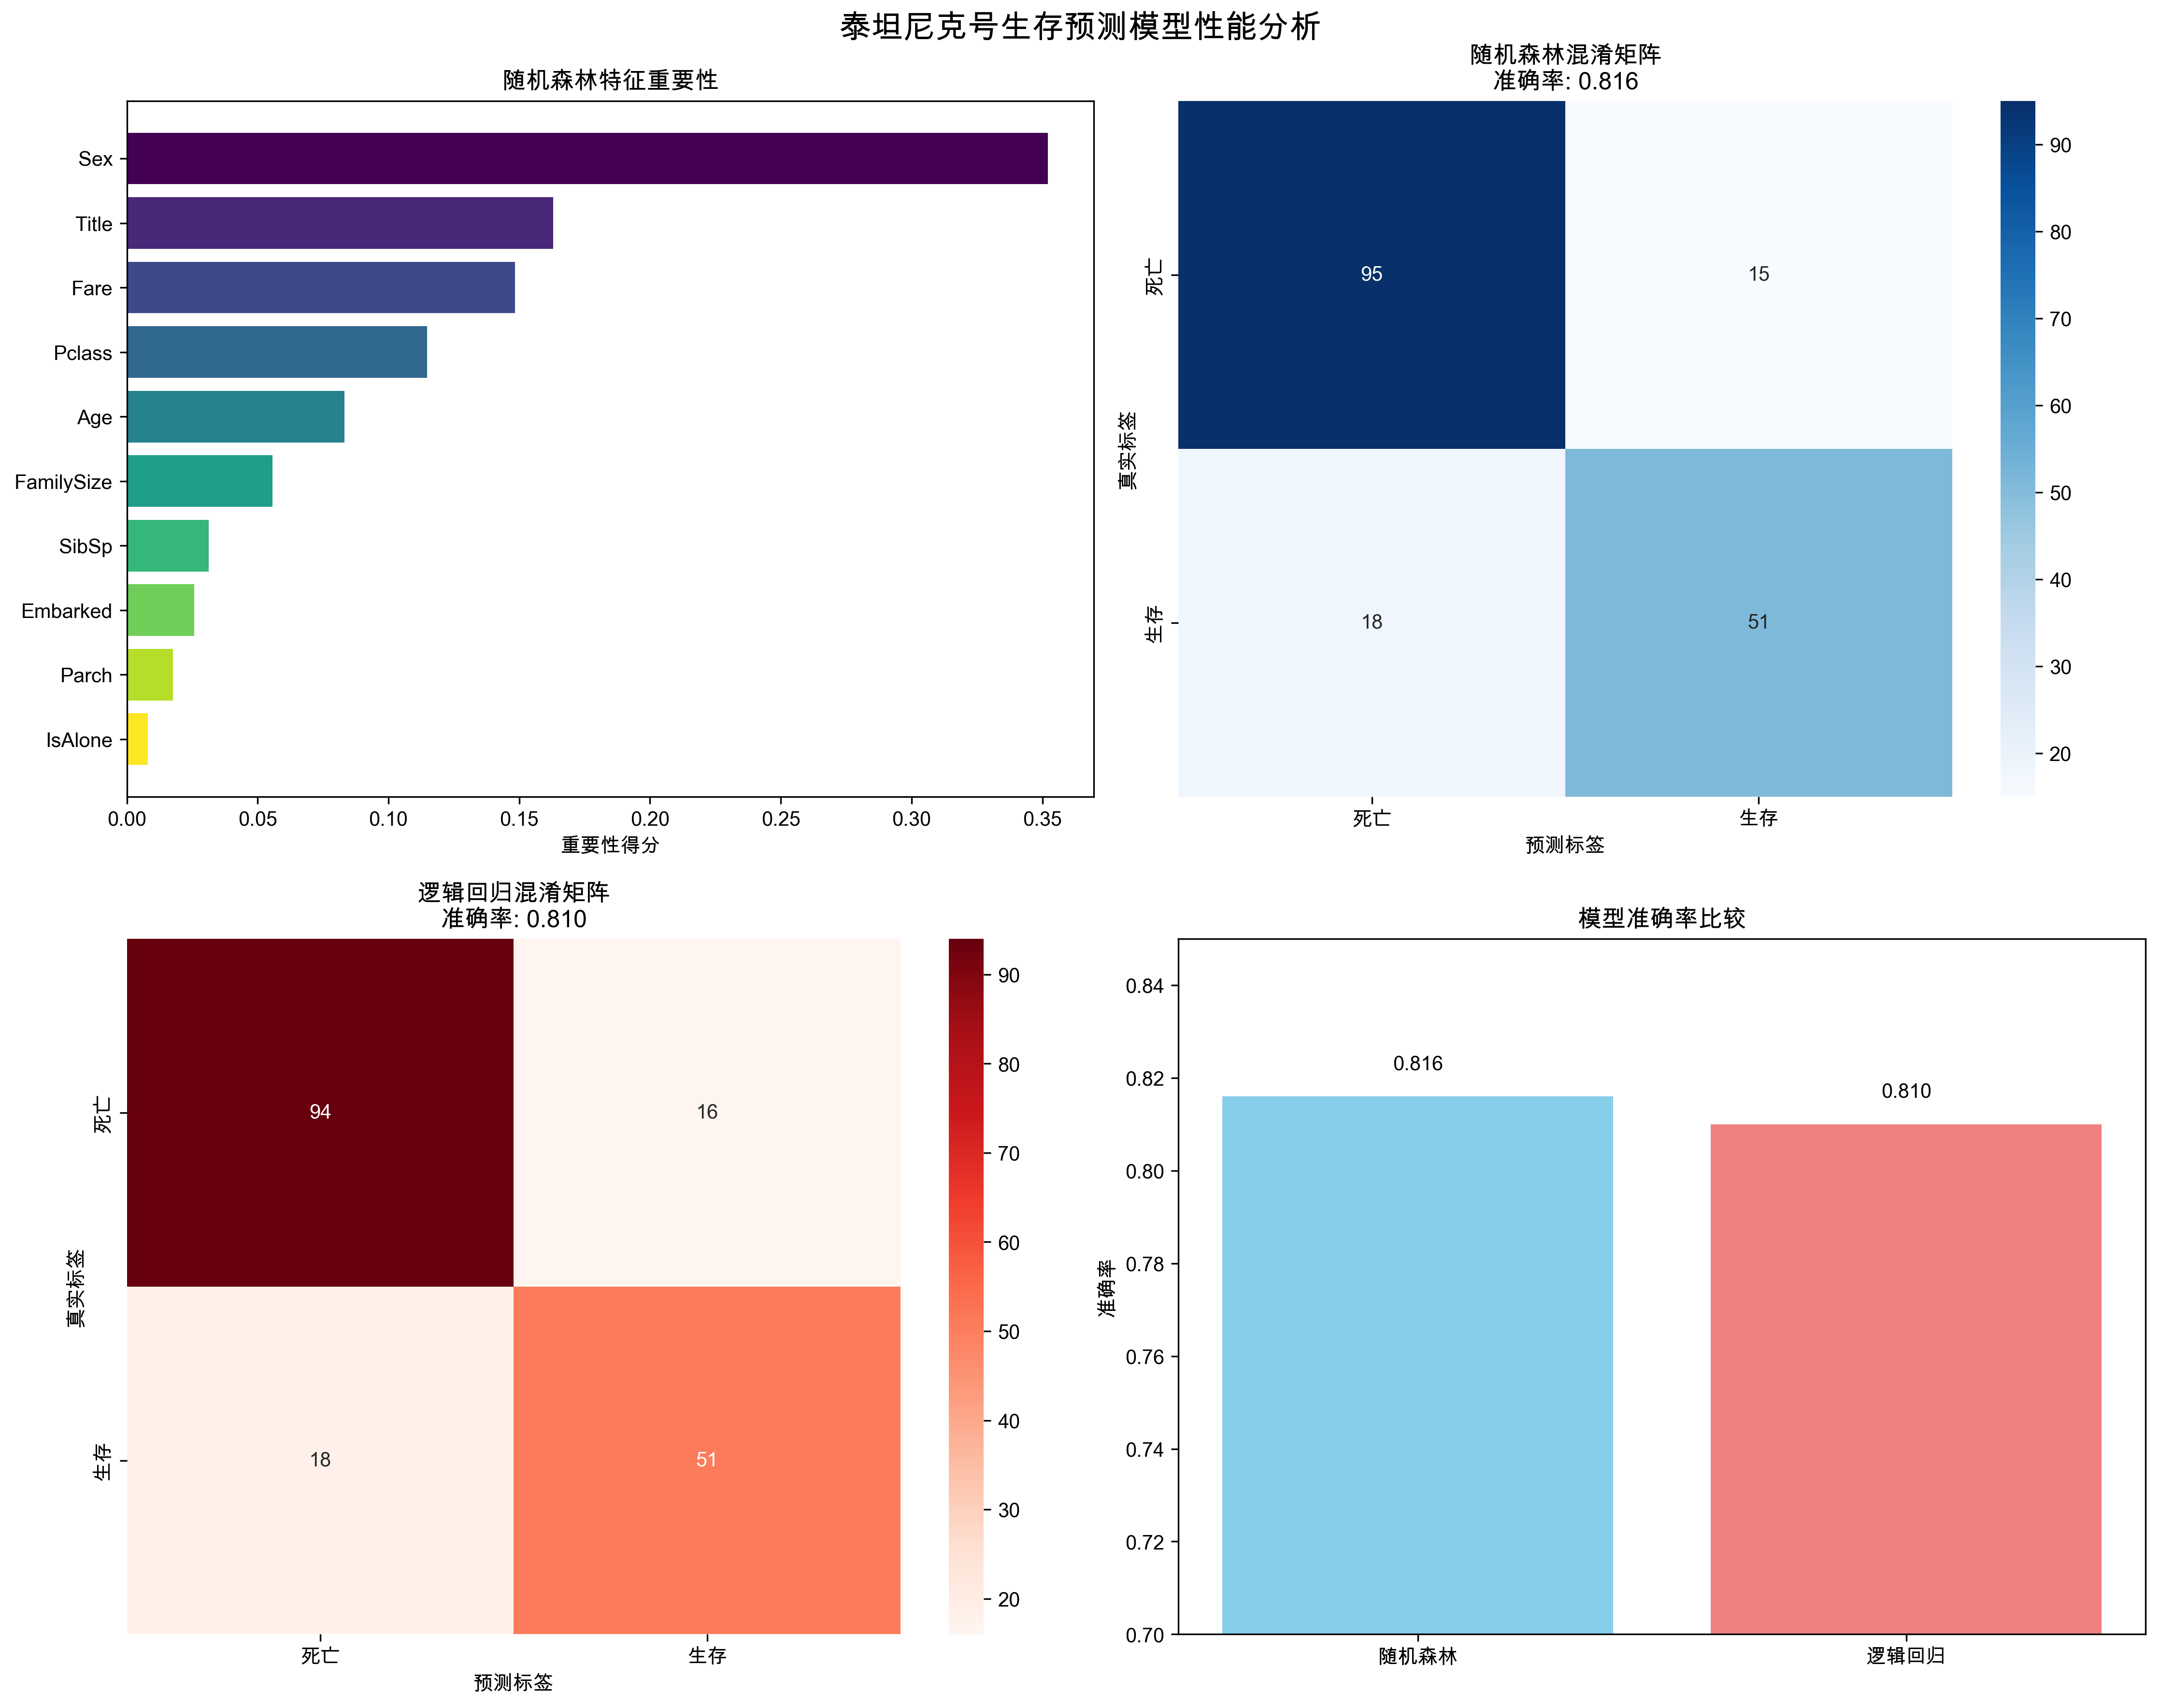 泰坦尼克号生存预测模型性能分析
随机森林特征重要性
Sex
Title
Fare
Pclass
Age
FamilySize
SibSp
Embarked
Parch
IsAlone
0.00 0.05 0.10 0.15 0.20 0.25 0.30 0.35
重要性得分
随机森林混淆矩阵
准确率: 0.816
真实标签
死亡
生存
95 15
18 51
死亡 生存
预测标签
90
80
70
60
50
40
30
20
逻辑回归混淆矩阵
准确率: 0.810
真实标签
死亡
生存
94 16
18 51
死亡 生存
预测标签
90
80
70
60
50
40
30
20
模型准确率比较
准确率
0.84
0.82
0.80
0.78
0.76
0.74
0.72
0.70
0.816
0.810
随机森林 逻辑回归